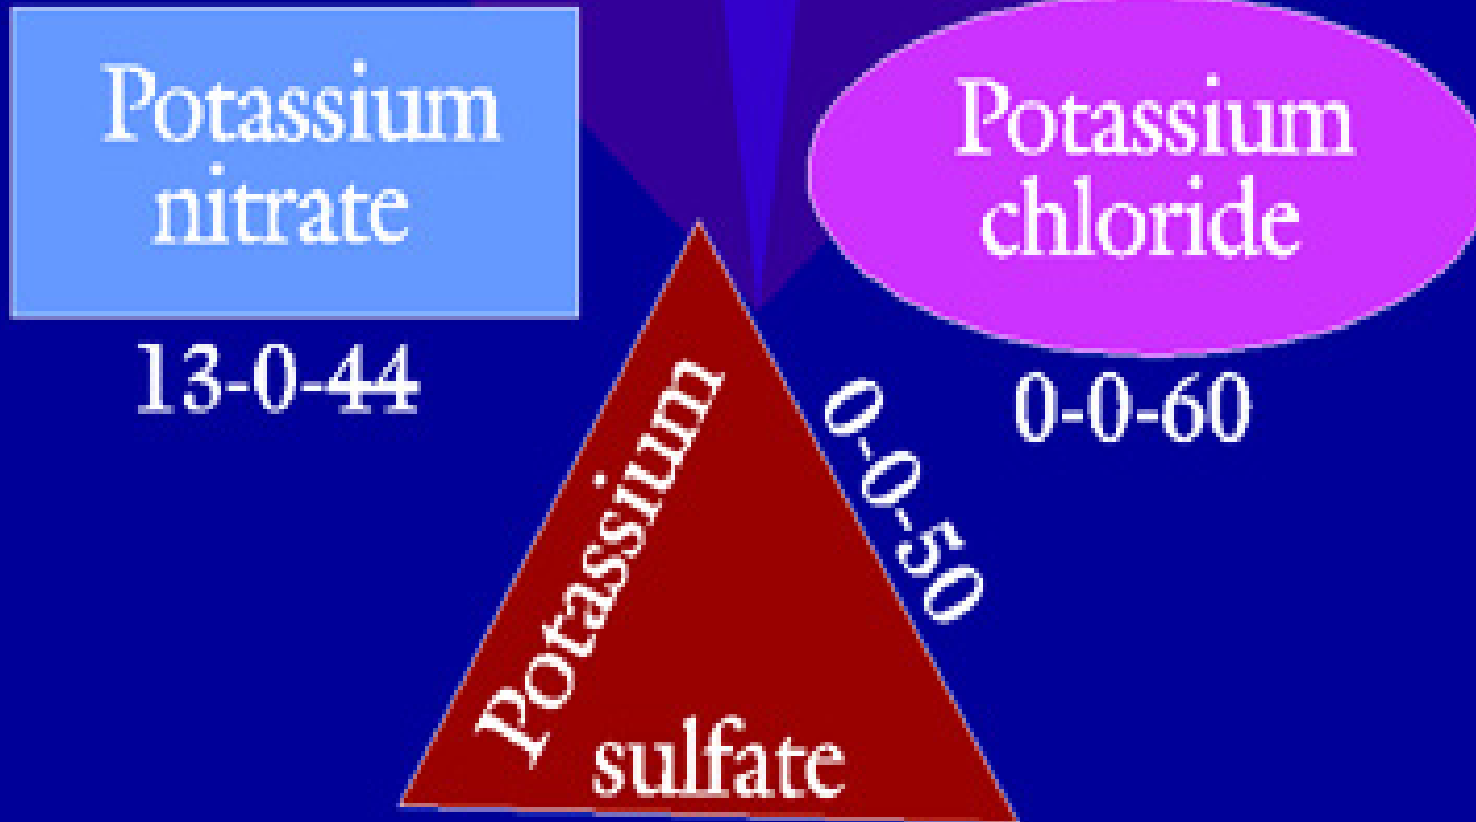 Potassium
nitrate
13-0-44
Potassium
chloride
0-0-60
Potassium
sulfate
0-0-50